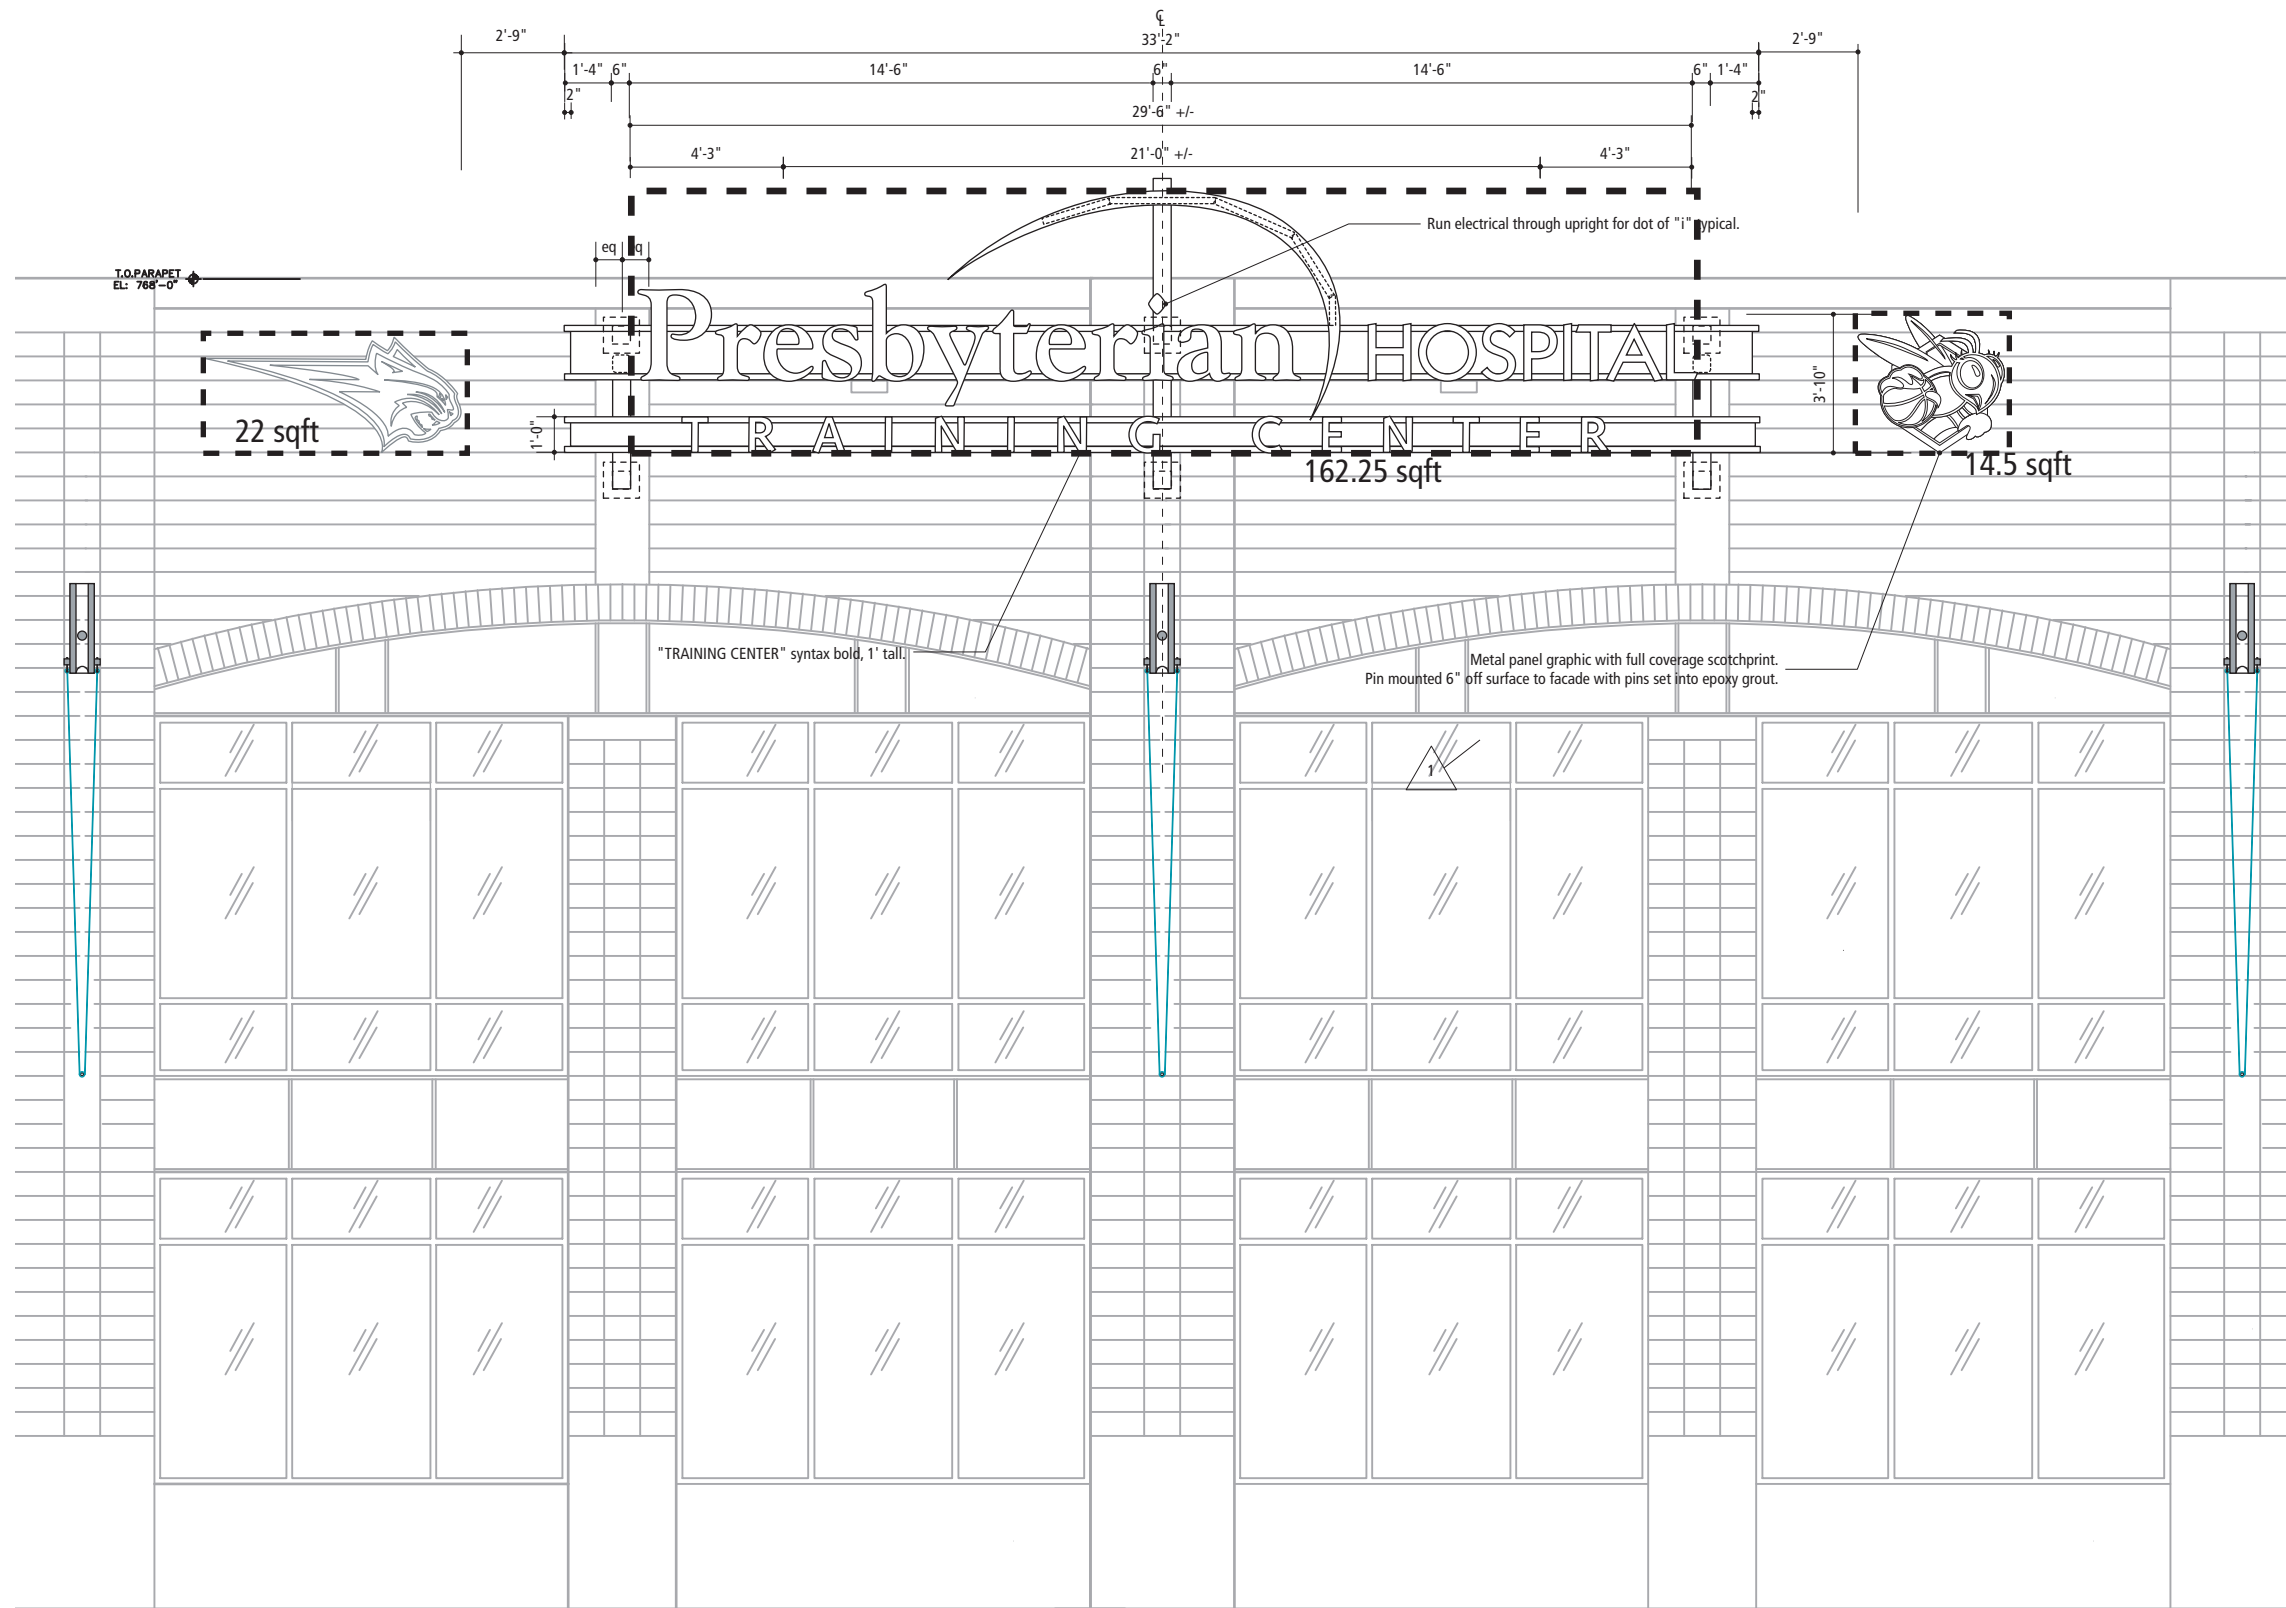 ℄
2'-9" 33'-2" 2'-9"
1'-4" 6" 14'-6" 6" 14'-6" 6" 1'-4"
2" 2"
29'-6" +/-
4'-3" 21'-0" +/- 4'-3"
Run electrical through upright for dot of "i" typical.
eq eq
T.O.PARAPET
EL: 768'-0"
Presbyterian HOSPITAL
3'-10"
22 sqft
1'-0"
TRAINING CENTER
162.25 sqft
14.5 sqft
"TRAINING CENTER" syntax bold, 1' tall.
Metal panel graphic with full coverage scotchprint.
Pin mounted 6" off surface to facade with pins set into epoxy grout.
1